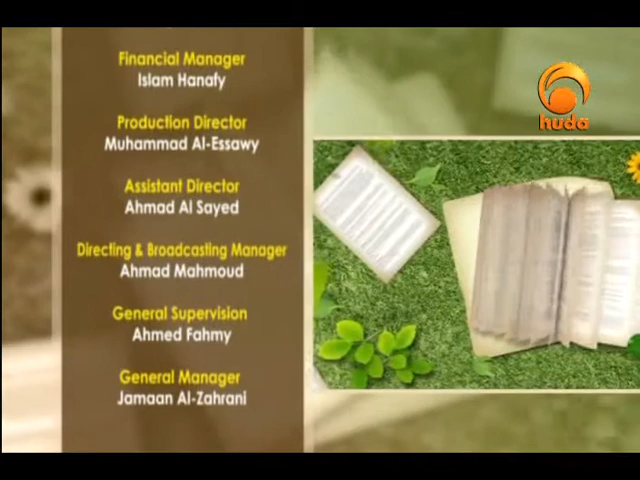 Financial Manager
Islam Hanafy
Production Director
Muhammad Al-Essawy
Assistant Director
Ahmad Al Sayed
Directing & Broadcasting Manager
Ahmad Mahmoud
General Supervision
Ahmed Fahmy
General Manager
Jamaan Al-Zahrani
huda